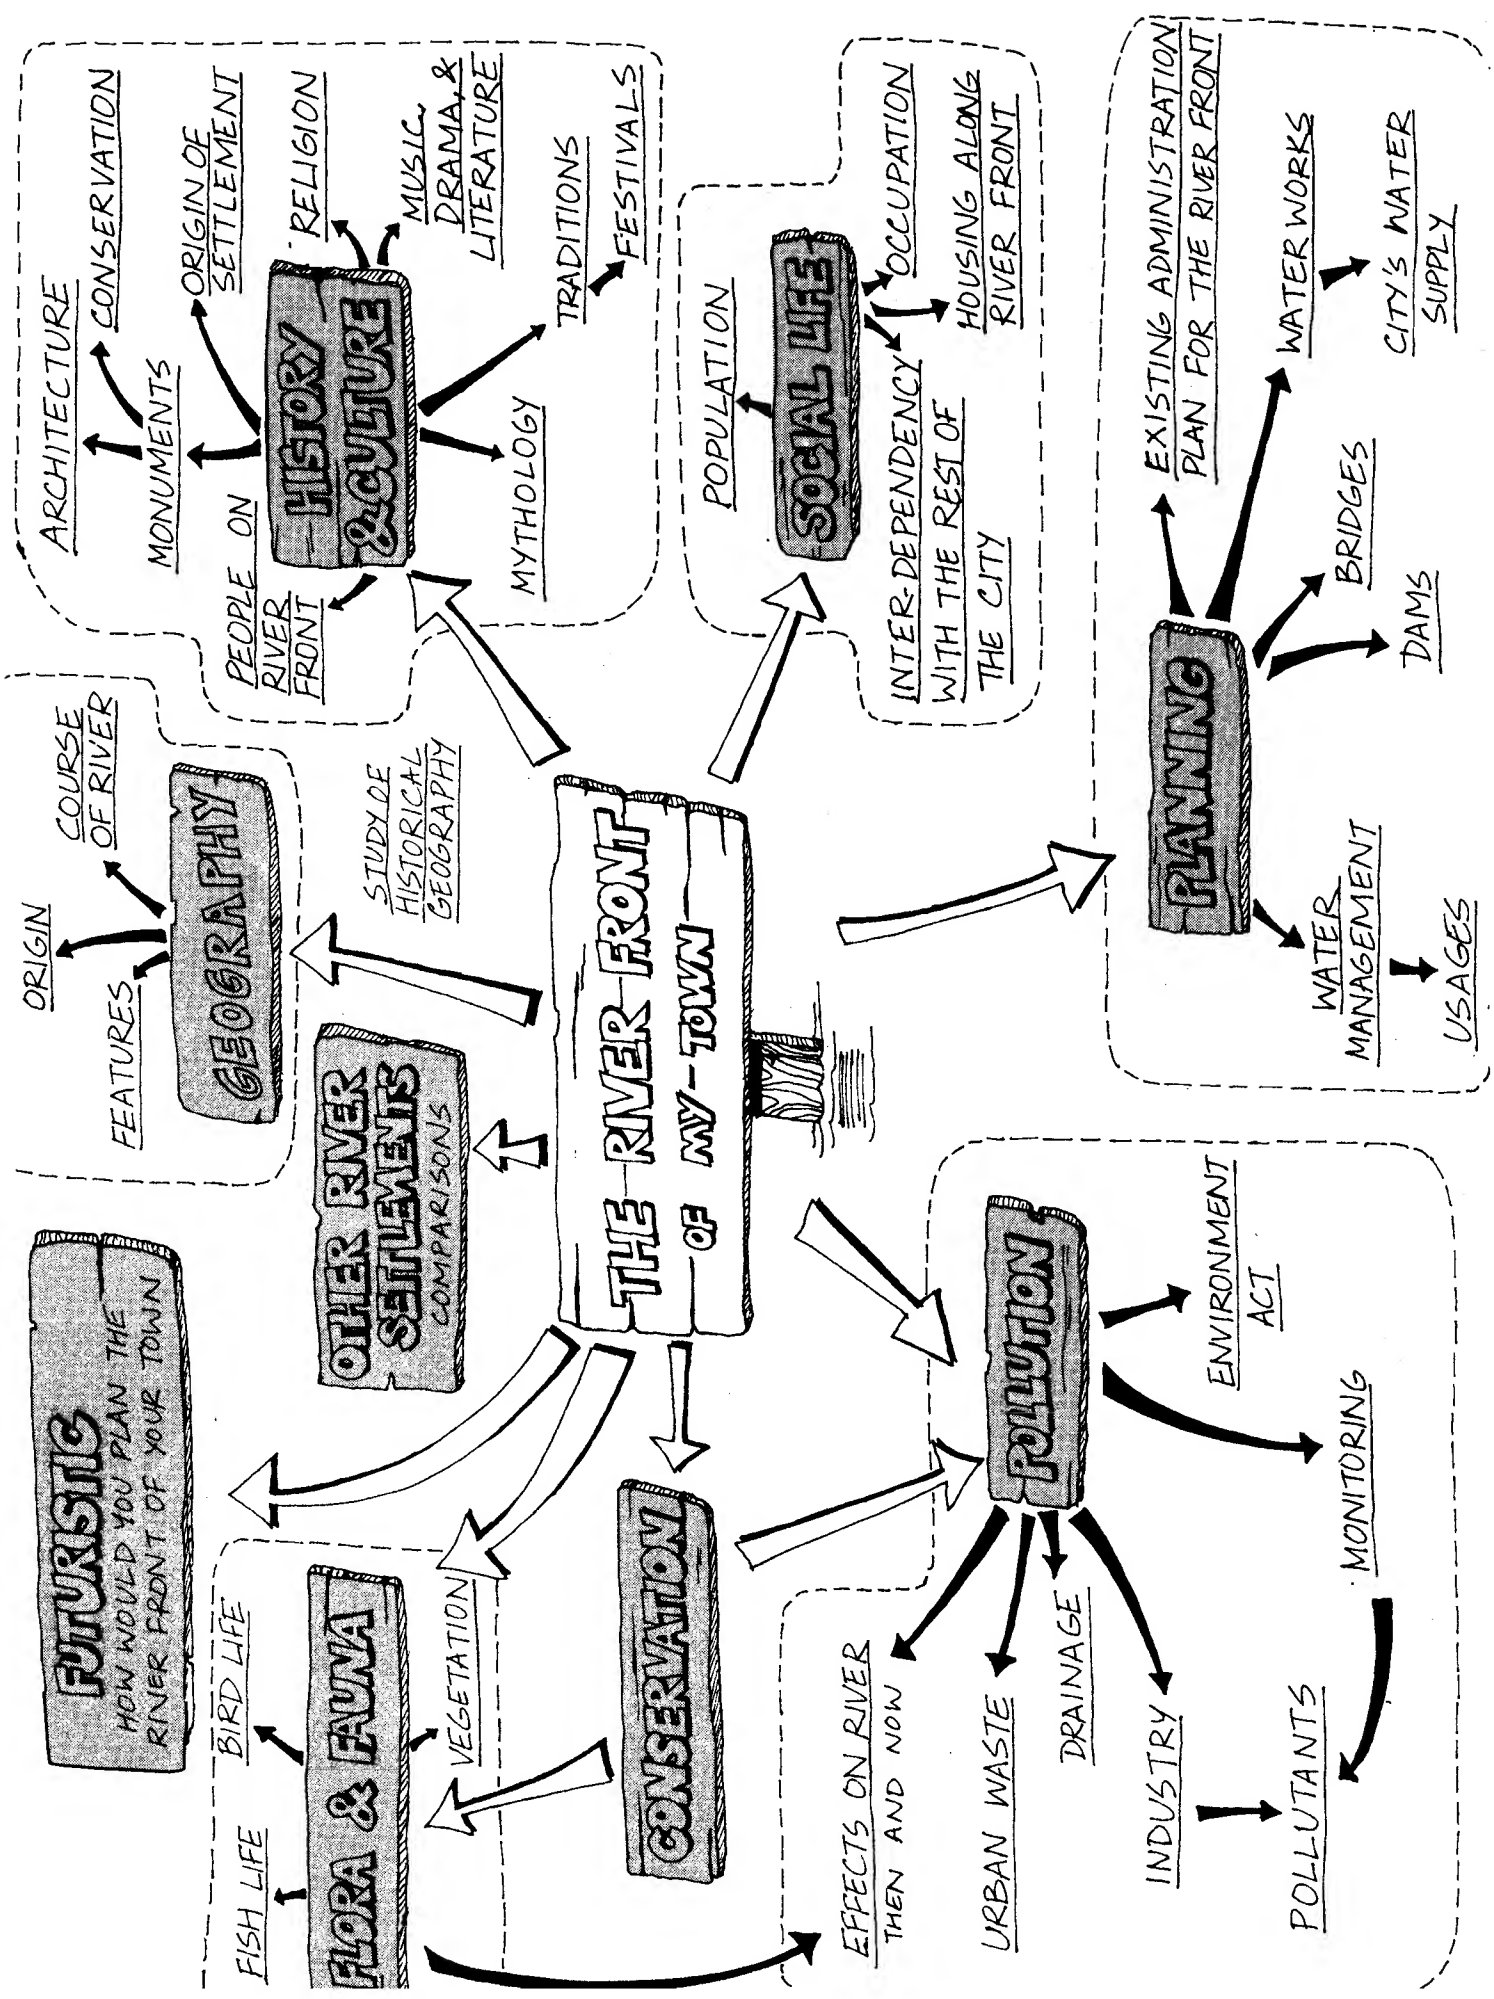 FUTURISTIC
HOW WOULD YOU PLAN THE
RIVER FRONT OF YOUR TOWN
FISH LIFE
BIRD LIFE
FLORA & FAUNA
VEGETATION
CONSERVATION
OTHER RIVER
SETTLEMENTS
COMPARISONS
ORIGIN
COURSE
OF RIVER
FEATURES
GEOGRAPHY
STUDY OF
HISTORICAL
GEOGRAPHY
ARCHITECTURE
CONSERVATION
MONUMENTS
ORIGIN OF
SETTLEMENT
PEOPLE ON
RIVER
FRONT
RELIGION
HISTORY
& CULTURE
MUSIC,
DRAMA, &
LITERATURE
MYTHOLOGY
TRADITIONS
FESTIVALS
THE RIVER FRONT
OF MY-TOWN
POPULATION
SOCIAL LIFE
OCCUPATION
INTER-DEPENDENCY
WITH THE REST OF
THE CITY
HOUSING ALONG
RIVER FRONT
EFFECTS ON RIVER
THEN AND NOW
URBAN WASTE
DRAINAGE
INDUSTRY
POLLUTANTS
POLLUTION
ENVIRONMENT
ACT
MONITORING
PLANNING
EXISTING ADMINISTRATION
PLAN FOR THE RIVER FRONT
WATER WORKS
CITY'S WATER
SUPPLY
BRIDGES
DAMS
WATER
MANAGEMENT
USAGES